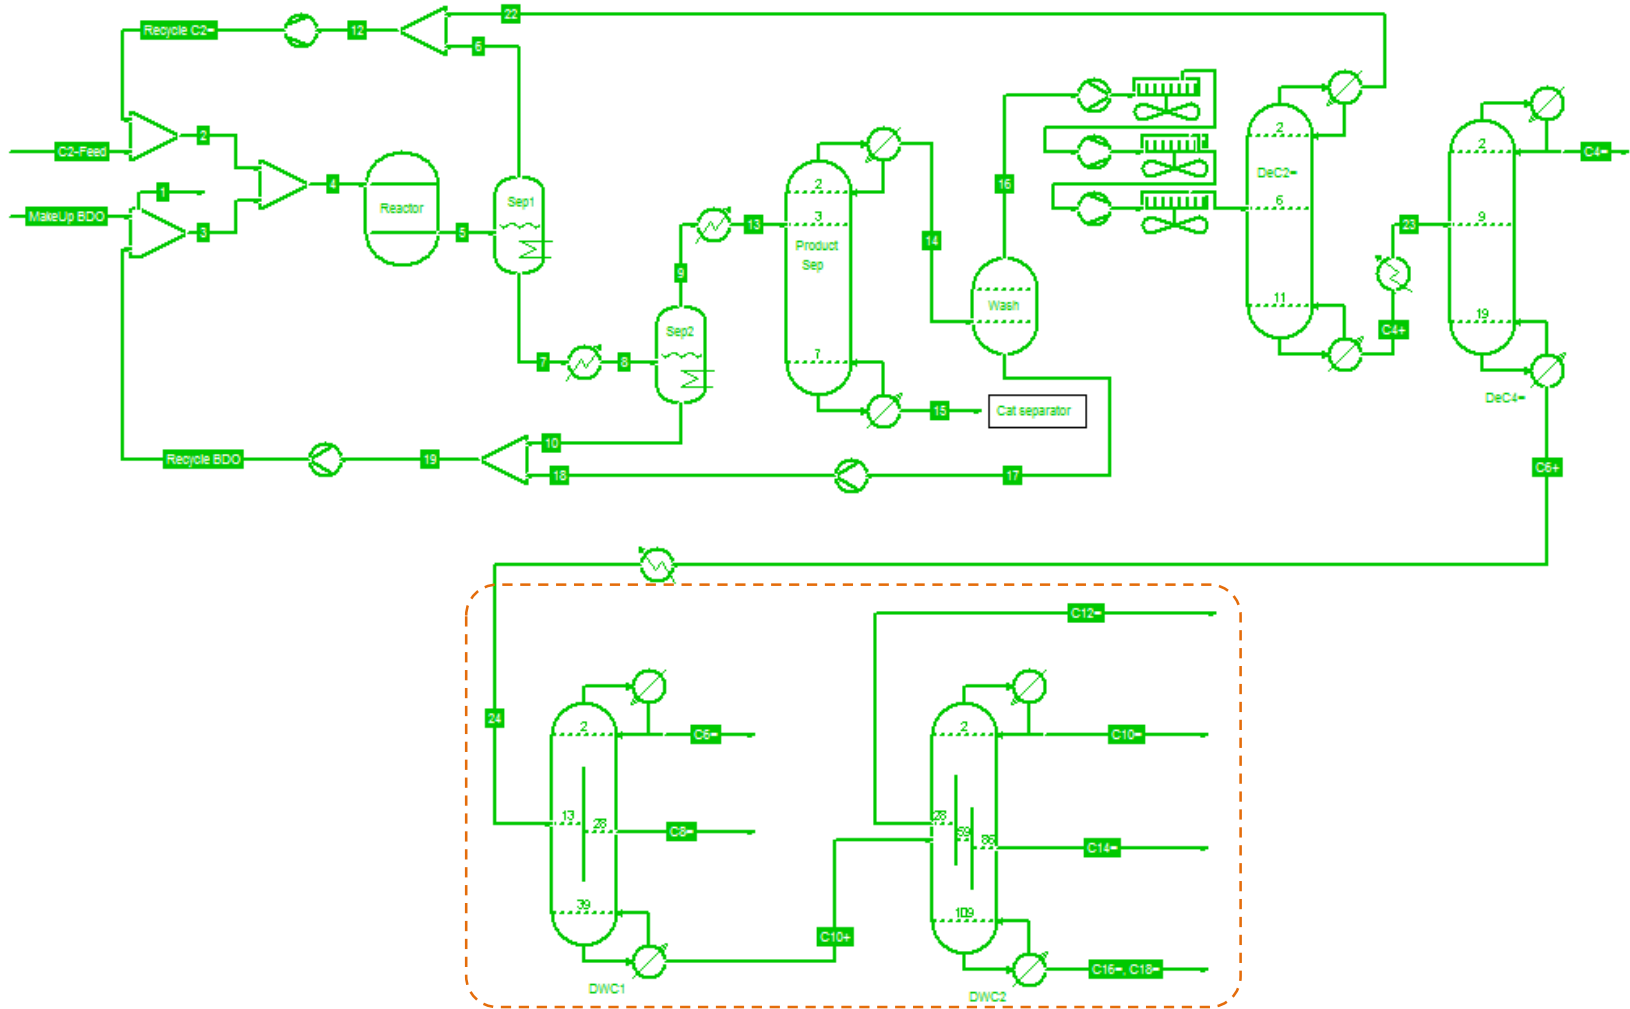 22
Recycle C2=
12
6
2
C2-Feed
1
4
MakeUp BDO
3
Reactor
5
Sep1
7
8
9
Sep2
10
13
2
3
Product
Sep
7
15
Cat separator
14
16
Wash
2
DeC2=
6
11
C4+
23
2
C4=
9
19
DeC4=
C6+
Recycle BDO
19
18
17
24
2
C6=
13
28
C8=
39
DWC1
C10+
C12=
2
C10=
28
59
86
C14=
109
C16=, C18=
DWC2